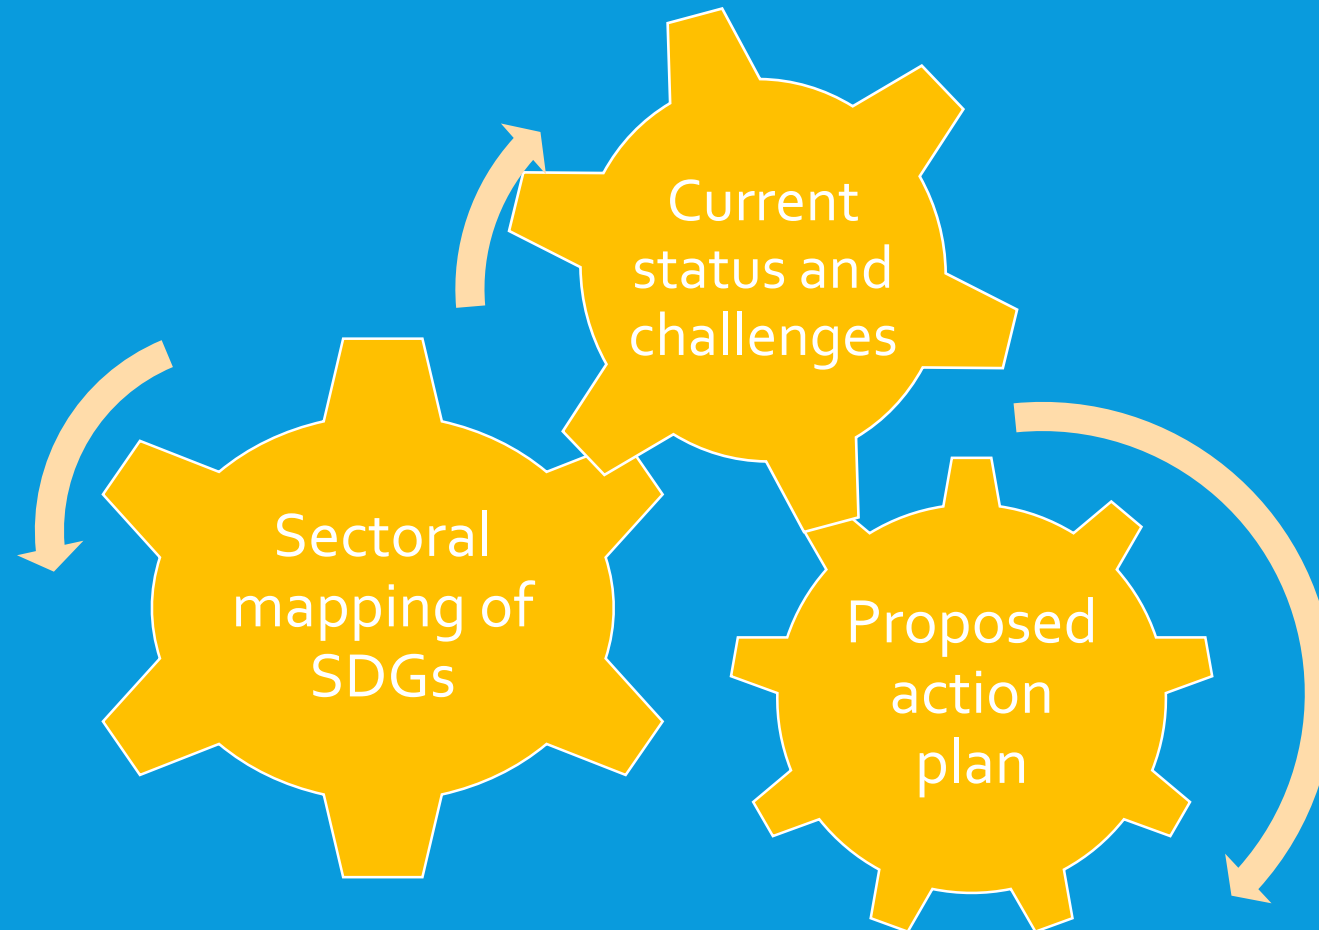 Current
status and
challenges
Sectoral
mapping of
SDGs
Proposed
action
plan